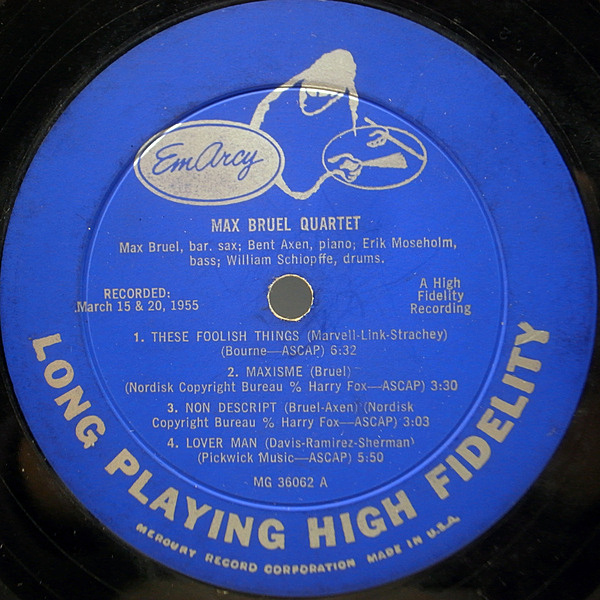 EmArcy
MAX BRUEL QUARTET
Max Bruel, bar. sax; Bent Axen, piano; Erik Moseholm,
bass; William Schiopffe, drums.
RECORDED:
March 15 & 20, 1955
A High
Fidelity
Recording
1. THESE FOOLISH THINGS (Marvell-Link-Strachey)
(Bourne—ASCAP) 6:32
2. MAXISME (Bruel)
(Nordisk Copyright Bureau % Harry Fox—ASCAP) 3:30
3. NON DESCRIPT (Bruel-Axen) (Nordisk
Copyright Bureau % Harry Fox—ASCAP) 3:03
4. LOVER MAN (Davis-Ramirez-Sherman)
(Pickwick Music—ASCAP) 5:50
MG 36062 A
LONG PLAYING HIGH FIDELITY
MERCURY RECORD CORPORATION MADE IN U.S.A.